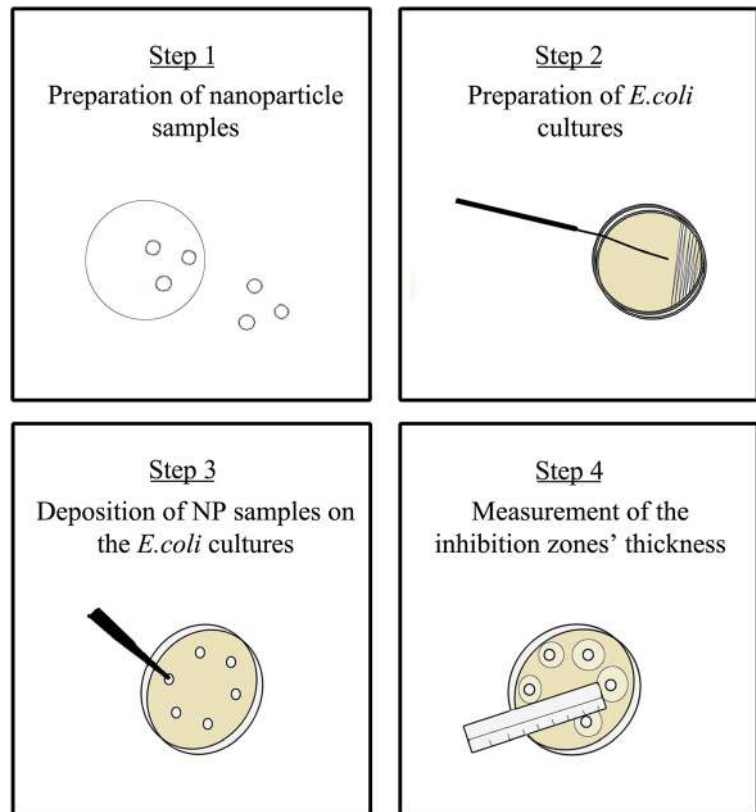 Step 1
Preparation of nanoparticle
samples
Step 2
Preparation of E.coli
cultures
Step 3
Deposition of NP samples on
the E.coli cultures
Step 4
Measurement of the
inhibition zones’ thickness